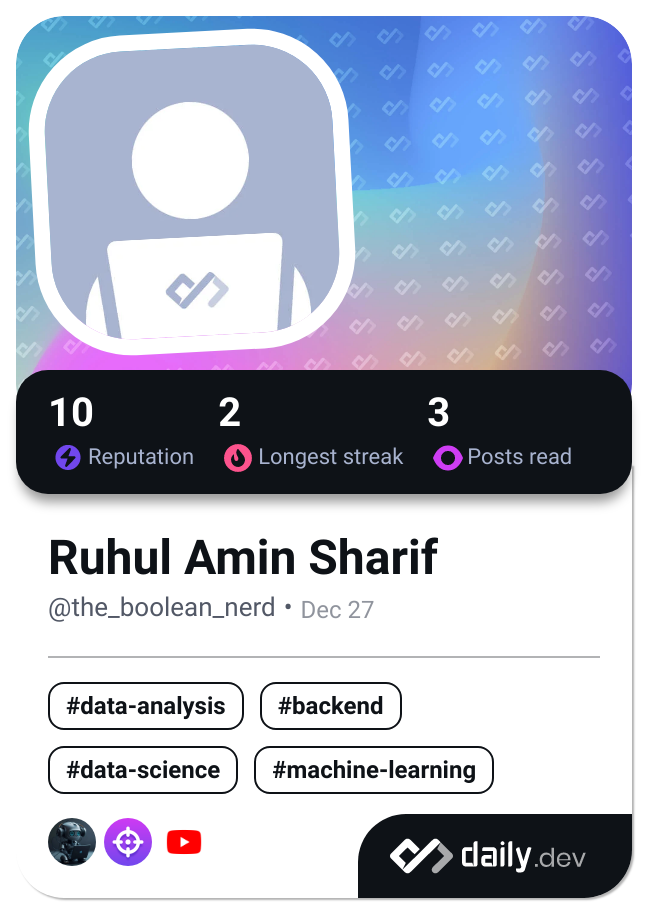 10 2 3
Reputation Longest streak Posts read
Ruhul Amin Sharif
@the_boolean_nerd • Dec 27
#data-analysis #backend
#data-science #machine-learning
daily.dev